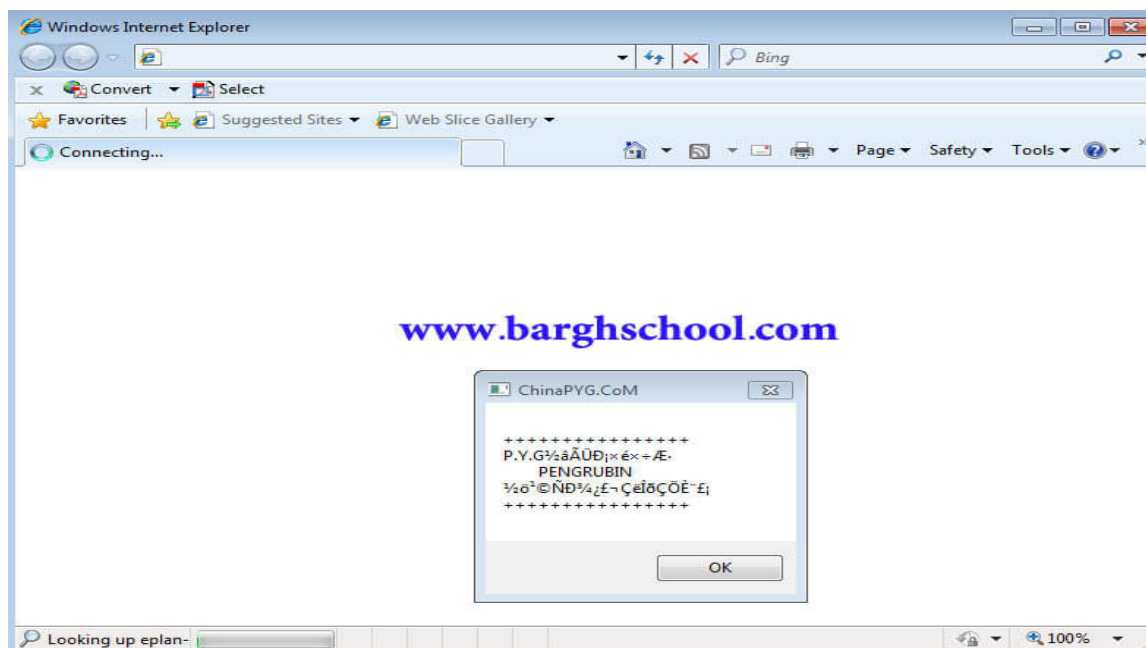 Windows Internet Explorer
Bing
Convert Select
Favorites Suggested Sites Web Slice Gallery
Connecting... Page Safety Tools
www.barghschool.com
ChinaPYG.CoM
++++++++++++++++
P.Y.G½âÃÜÐ¡×é×÷Æ·
PENGRUBIN
½ö¹©ÑÐ¾¿£¬ÇëÎðÇÖÈ¨£¡
++++++++++++++++
OK
Looking up eplan- 100%